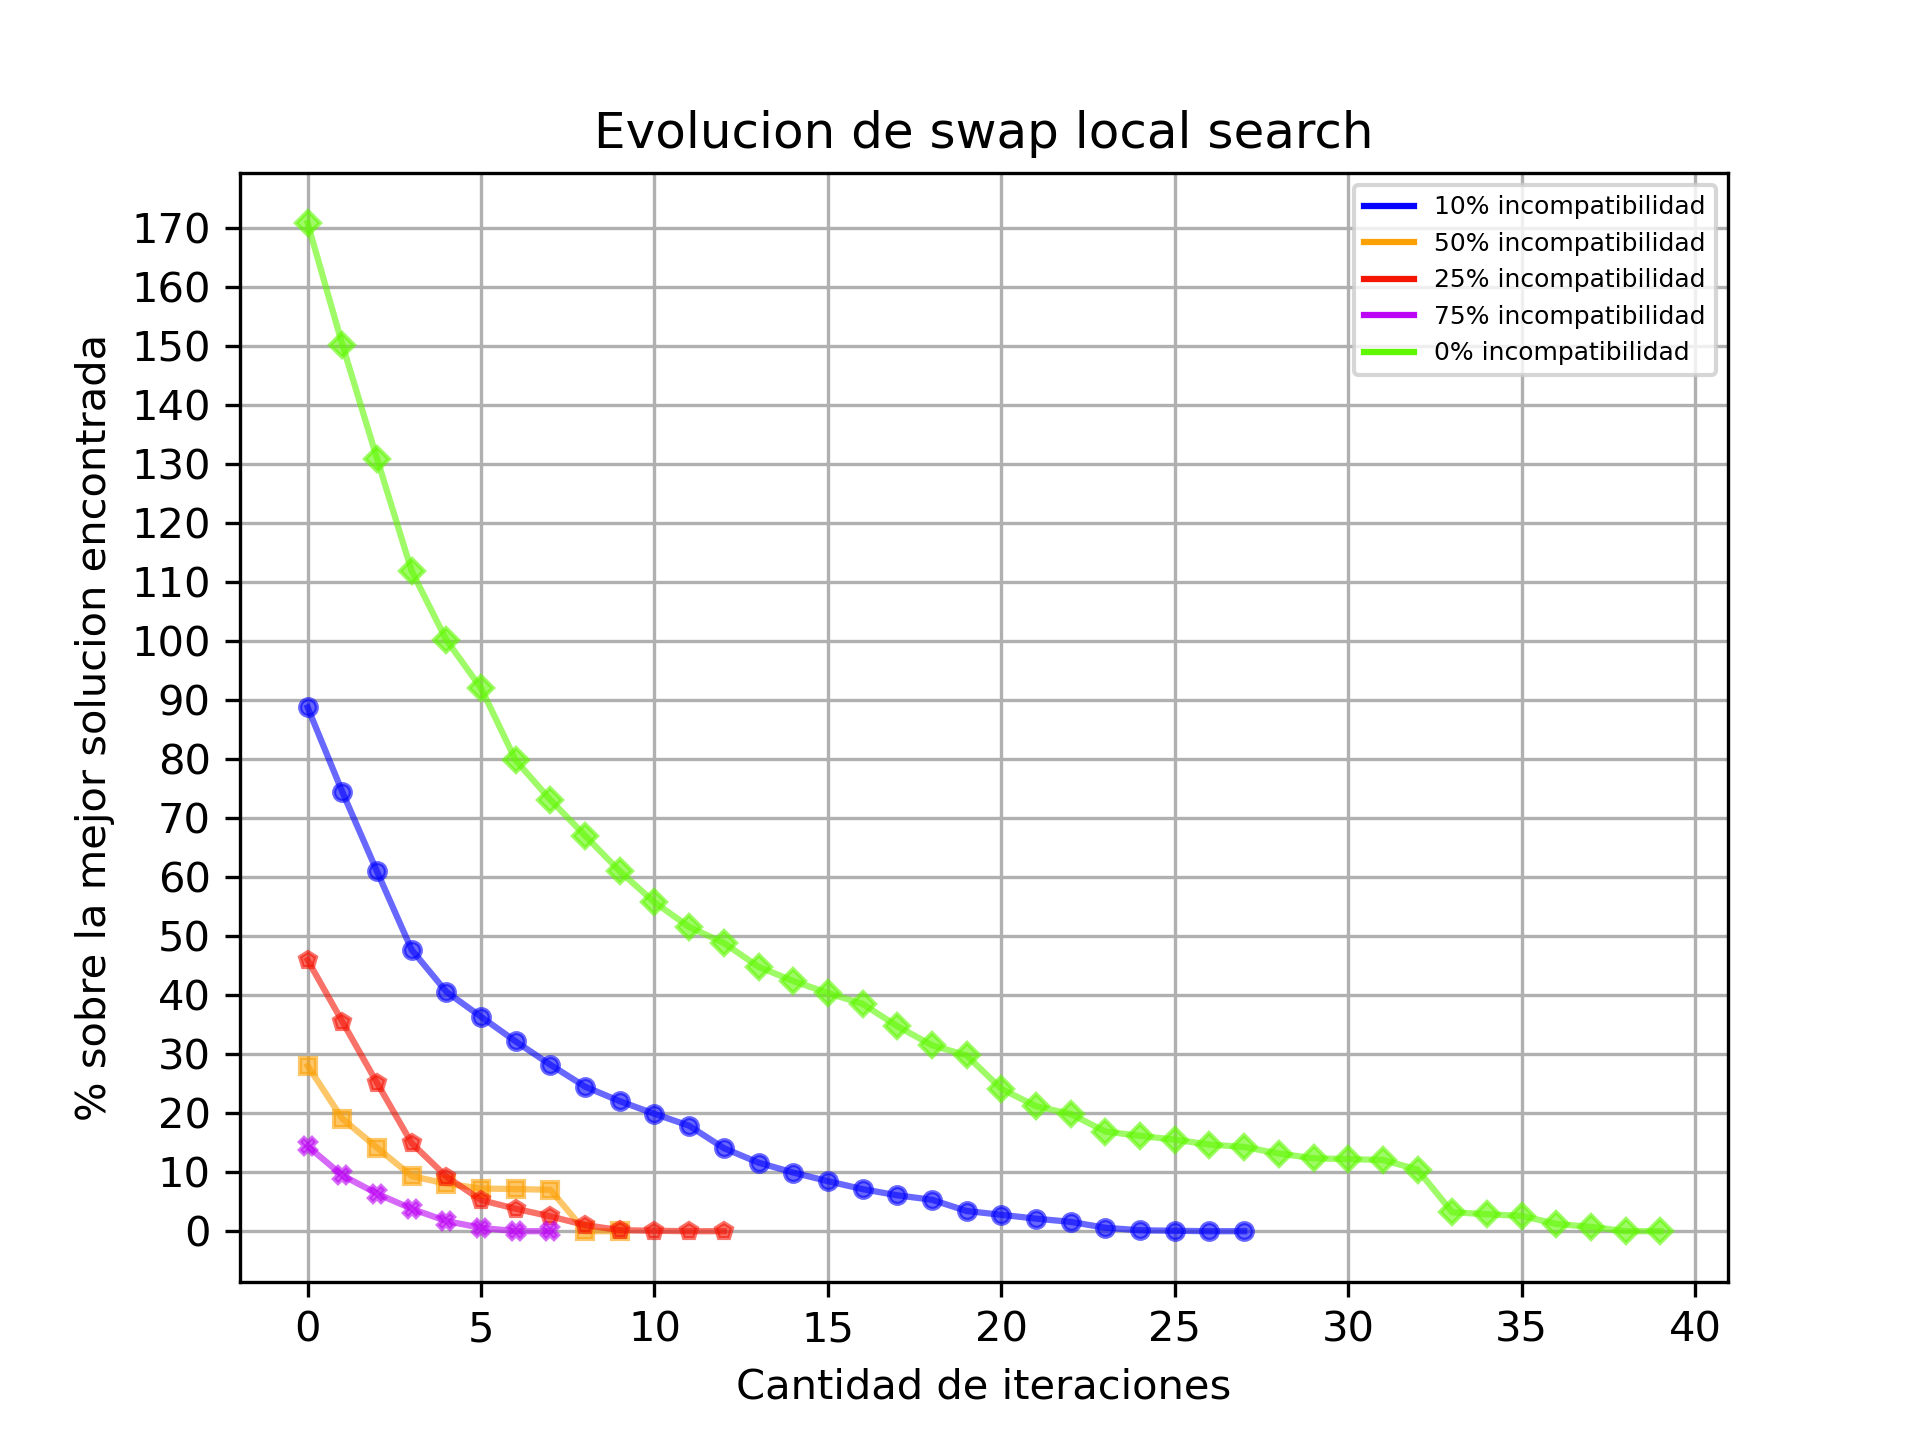 Evolucion de swap local search
10% incompatibilidad
50% incompatibilidad
25% incompatibilidad
75% incompatibilidad
0% incompatibilidad
% sobre la mejor solucion encontrada
170
160
150
140
130
120
110
100
90
80
70
60
50
40
30
20
10
0
0 5 10 15 20 25 30 35 40
Cantidad de iteraciones